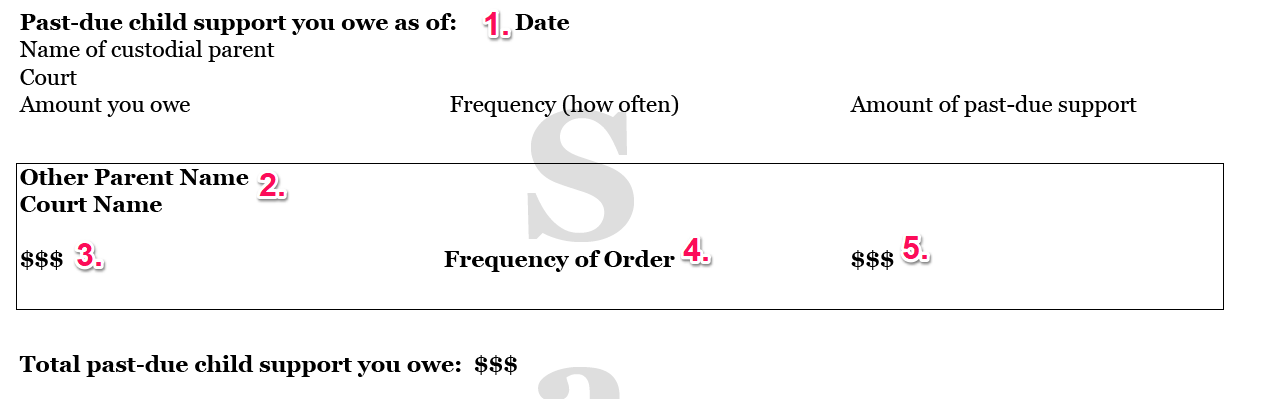 Past-due child support you owe as of: 1. Date
Name of custodial parent
Court
Amount you owe Frequency (how often) Amount of past-due support
Other Parent Name 2.
Court Name
$$$ 3. Frequency of Order 4. $$$ 5.
Total past-due child support you owe: $$$
S
a